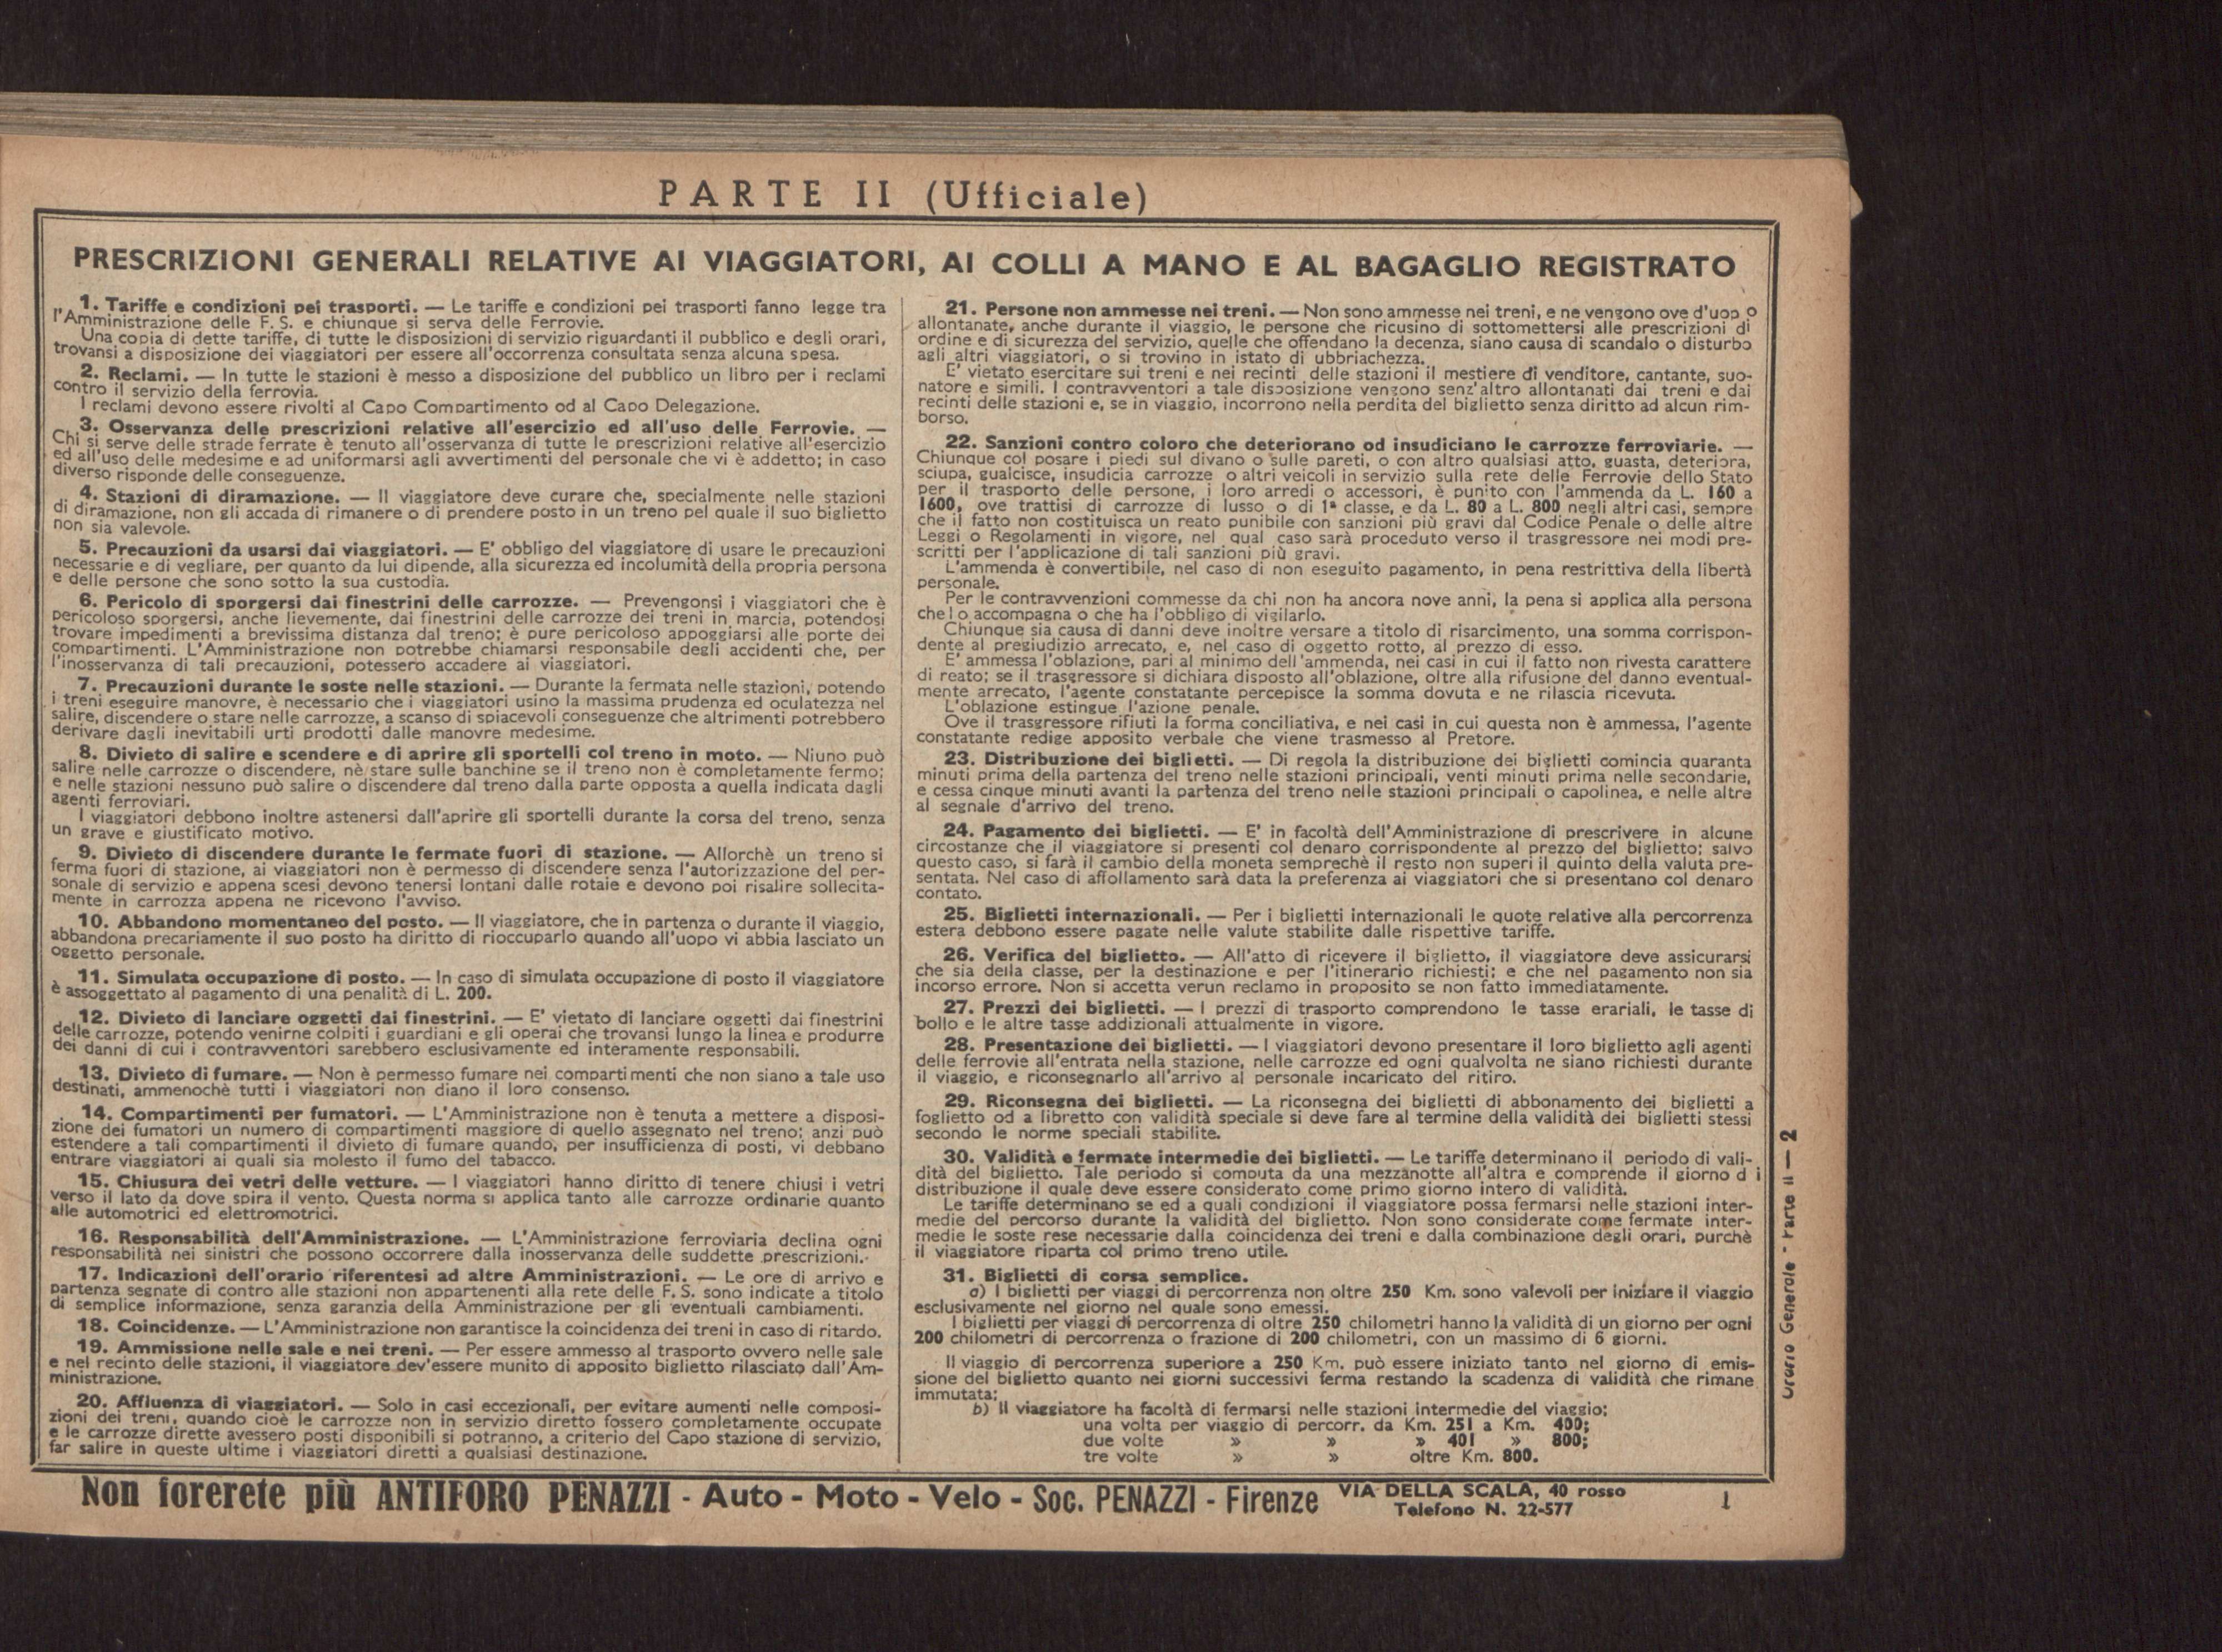 PARTE II (Ufficiale)
PRESCRIZIONI GENERALI RELATIVE AI VIAGGIATORI, AI COLLI A MANO E AL BAGAGLIO REGISTRATO
1. Tariffe e condizioni pei trasporti. — Le tariffe e condizioni pei trasporti fanno legge tra
l'Amministrazione delle F. S. e chiunque si serva delle Ferrovie.
Una copia di dette tariffe, di tutte le disposizioni di servizio riguardanti il pubblico e degli orari,
trovansi a disposizione dei viaggiatori per essere all'occorrenza consultata senza alcuna spesa.
2. Reclami. — In tutte le stazioni è messo a disposizione del pubblico un libro per i reclami
contro il servizio della ferrovia.
I reclami devono essere rivolti al Capo Compartimento od al Capo Delegazione.
3. Osservanza delle prescrizioni relative all'esercizio ed all'uso delle Ferrovie. —
Chi si serve delle strade ferrate è tenuto all'osservanza di tutte le prescrizioni relative all'esercizio
ed all'uso delle medesime e ad uniformarsi agli avvertimenti del personale che vi è addetto; in caso
diverso risponde delle conseguenze.
4. Stazioni di diramazione. — Il viaggiatore deve curare che, specialmente nelle stazioni
di diramazione, non gli accada di rimanere o di prendere posto in un treno pel quale il suo biglietto
non sia valevole.
5. Precauzioni da usarsi dai viaggiatori. — E' obbligo del viaggiatore di usare le precauzioni
necessarie e di vegliare, per quanto da lui dipende, alla sicurezza ed incolumità della propria persona
e delle persone che sono sotto la sua custodia.
6. Pericolo di sporgersi dai finestrini delle carrozze. — Prevengonsi i viaggiatori che è
pericoloso sporgersi, anche lievemente, dai finestrini delle carrozze dei treni in marcia, potendosi
trovare impedimenti a brevissima distanza dal treno; è pure pericoloso appoggiarsi alle porte dei
compartimenti. L'Amministrazione non potrebbe chiamarsi responsabile degli accidenti che, per
l'inosservanza di tali precauzioni, potessero accadere ai viaggiatori.
7. Precauzioni durante le soste nelle stazioni. — Durante la fermata nelle stazioni, potendo
i treni eseguire manovre, è necessario che i viaggiatori usino la massima prudenza ed oculatezza nel
salire, discendere o stare nelle carrozze, a scanso di spiacevoli conseguenze che altrimenti potrebbero
derivare dagli inevitabili urti prodotti dalle manovre medesime.
8. Divieto di salire e scendere e di aprire gli sportelli col treno in moto. — Niuno può
salire nelle carrozze o discendere, nè stare sulle banchine se il treno non è completamente fermo;
e nelle stazioni nessuno può salire o discendere dal treno dalla parte opposta a quella indicata dagli
agenti ferroviari.
I viaggiatori debbono inoltre astenersi dall'aprire gli sportelli durante la corsa del treno, senza
un grave e giustificato motivo.
9. Divieto di discendere durante le fermate fuori di stazione. — Allorchè un treno si
ferma fuori di stazione, ai viaggiatori non è permesso di discendere senza l'autorizzazione del per-
sonale di servizio e appena scesi devono tenersi lontani dalle rotaie e devono poi risalire sollecita-
mente in carrozza appena ne ricevono l'avviso.
10. Abbandono momentaneo del posto. — Il viaggiatore, che in partenza o durante il viaggio,
abbandona precariamente il suo posto ha diritto di rioccuparlo quando all'uopo vi abbia lasciato un
oggetto personale.
11. Simulata occupazione di posto. — In caso di simulata occupazione di posto il viaggiatore
è assoggettato al pagamento di una penalità di L. 200.
12. Divieto di lanciare oggetti dai finestrini. — E' vietato di lanciare oggetti dai finestrini
delle carrozze, potendo venirne colpiti i guardiani e gli operai che trovansi lungo la linea e produrre
dei danni di cui i contravventori sarebbero esclusivamente ed interamente responsabili.
13. Divieto di fumare. — Non è permesso fumare nei compartimenti che non siano a tale uso
destinati, ammenochè tutti i viaggiatori non diano il loro consenso.
14. Compartimenti per fumatori. — L'Amministrazione non è tenuta a mettere a disposi-
zione dei fumatori un numero di compartimenti maggiore di quello assegnato nel treno; anzi può
estendere a tali compartimenti il divieto di fumare quando, per insufficienza di posti, vi debbano
entrare viaggiatori ai quali sia molesto il fumo del tabacco.
15. Chiusura dei vetri delle vetture. — I viaggiatori hanno diritto di tenere chiusi i vetri
verso il lato da dove spira il vento. Questa norma si applica tanto alle carrozze ordinarie quanto
alle automotrici ed elettromotrici.
16. Responsabilità dell'Amministrazione. — L'Amministrazione ferroviaria declina ogni
responsabilità nei sinistri che possono occorrere dalla inosservanza delle suddette prescrizioni.
17. Indicazioni dell'orario riferentesi ad altre Amministrazioni. — Le ore di arrivo e
partenza segnate di contro alle stazioni non appartenenti alla rete delle F. S. sono indicate a titolo
di semplice informazione, senza garanzia della Amministrazione per gli eventuali cambiamenti.
18. Coincidenze. — L'Amministrazione non garantisce la coincidenza dei treni in caso di ritardo.
19. Ammissione nelle sale e nei treni. — Per essere ammesso al trasporto ovvero nelle sale
e nel recinto delle stazioni, il viaggiatore dev'essere munito di apposito biglietto rilasciato dall'Am-
ministrazione.
20. Affluenza di viaggiatori. — Solo in casi eccezionali, per evitare aumenti nelle composi-
zioni dei treni, quando cioè le carrozze non in servizio diretto fossero completamente occupate
e le carrozze dirette avessero posti disponibili si potranno, a criterio del Capo stazione di servizio,
far salire in queste ultime i viaggiatori diretti a qualsiasi destinazione.
21. Persone non ammesse nei treni. — Non sono ammesse nei treni, e ne vengono ove d'uopo
allontanate, anche durante il viaggio, le persone che ricusino di sottomettersi alle prescrizioni di
ordine e di sicurezza del servizio, quelle che offendano la decenza, siano causa di scandalo o disturbo
agli altri viaggiatori, o si trovino in istato di ubbriachezza.
E' vietato esercitare sui treni e nei recinti delle stazioni il mestiere di venditore, cantante, suo-
natore e simili. I contravventori a tale disposizione vengono senz'altro allontanati dai treni e dai
recinti delle stazioni e, se in viaggio, incorrono nella perdita del biglietto senza diritto ad alcun rim-
borso.
22. Sanzioni contro coloro che deteriorano od insudiciano le carrozze ferroviarie. —
Chiunque col posare i piedi sul divano o sulle pareti, o con altro qualsiasi atto, guasta, deteriora,
sciupa, gualcisce, insudicia carrozze o altri veicoli in servizio sulla rete delle Ferrovie dello Stato
per il trasporto delle persone, i loro arredi o accessori, è punito con l'ammenda da L. 160 a
1600, ove trattisi di carrozze di lusso o di 1ª classe, e da L. 80 a L. 800 negli altri casi, sempre
che il fatto non costituisca un reato punibile con sanzioni più gravi dal Codice Penale o delle altre
Leggi o Regolamenti in vigore, nel qual caso sarà proceduto verso il trasgressore nei modi pre-
scritti per l'applicazione di tali sanzioni più gravi.
L'ammenda è convertibile, nel caso di non eseguito pagamento, in pena restrittiva della libertà
personale.
Per le contravvenzioni commesse da chi non ha ancora nove anni, la pena si applica alla persona
che lo accompagna o che ha l'obbligo di vigilarlo.
Chiunque sia causa di danni deve inoltre versare a titolo di risarcimento, una somma corrispon-
dente al pregiudizio arrecato, e, nel caso di oggetto rotto, al prezzo di esso.
E' ammessa l'oblazione, pari al minimo dell'ammenda, nei casi in cui il fatto non rivesta carattere
di reato; se il trasgressore si dichiara disposto all'oblazione, oltre alla rifusione del danno eventual-
mente arrecato, l'agente constatante percepisce la somma dovuta e ne rilascia ricevuta.
L'oblazione estingue l'azione penale.
Ove il trasgressore rifiuti la forma conciliativa, e nei casi in cui questa non è ammessa, l'agente
constatante redige apposito verbale che viene trasmesso al Pretore.
23. Distribuzione dei biglietti. — Di regola la distribuzione dei biglietti comincia quaranta
minuti prima della partenza del treno nelle stazioni principali, venti minuti prima nelle secondarie,
e cessa cinque minuti avanti la partenza del treno nelle stazioni principali o capolinea, e nelle altre
al segnale d'arrivo del treno.
24. Pagamento dei biglietti. — E' in facoltà dell'Amministrazione di prescrivere in alcune
circostanze che il viaggiatore si presenti col denaro corrispondente al prezzo del biglietto; salvo
questo caso, si farà il cambio della moneta semprechè il resto non superi il quinto della valuta pre-
sentata. Nel caso di affollamento sarà data la preferenza ai viaggiatori che si presentano col denaro
contato.
25. Biglietti internazionali. — Per i biglietti internazionali le quote relative alla percorrenza
estera debbono essere pagate nelle valute stabilite dalle rispettive tariffe.
26. Verifica del biglietto. — All'atto di ricevere il biglietto, il viaggiatore deve assicurarsi
che sia della classe, per la destinazione e per l'itinerario richiesti; e che nel pagamento non sia
incorso errore. Non si accetta verun reclamo in proposito se non fatto immediatamente.
27. Prezzi dei biglietti. — I prezzi di trasporto comprendono le tasse erariali, le tasse di
bollo e le altre tasse addizionali attualmente in vigore.
28. Presentazione dei biglietti. — I viaggiatori devono presentare il loro biglietto agli agenti
delle ferrovie all'entrata nella stazione, nelle carrozze ed ogni qualvolta ne siano richiesti durante
il viaggio, e riconsegnarlo all'arrivo al personale incaricato del ritiro.
29. Riconsegna dei biglietti. — La riconsegna dei biglietti di abbonamento dei biglietti a
foglietto od a libretto con validità speciale si deve fare al termine della validità dei biglietti stessi
secondo le norme speciali stabilite.
30. Validità e fermate intermedie dei biglietti. — Le tariffe determinano il periodo di vali-
dità del biglietto. Tale periodo si computa da una mezzanotte all'altra e comprende il giorno d i
distribuzione il quale deve essere considerato come primo giorno intero di validità.
Le tariffe determinano se ed a quali condizioni il viaggiatore possa fermarsi nelle stazioni inter-
medie del percorso durante la validità del biglietto. Non sono considerate come fermate inter-
medie le soste rese necessarie dalla coincidenza dei treni e dalla combinazione degli orari, purchè
il viaggiatore riparta col primo treno utile.
31. Biglietti di corsa semplice.
a) I biglietti per viaggi di percorrenza non oltre 250 Km. sono valevoli per iniziare il viaggio
esclusivamente nel giorno nel quale sono emessi.
I biglietti per viaggi di percorrenza di oltre 250 chilometri hanno la validità di un giorno per ogni
200 chilometri di percorrenza o frazione di 200 chilometri, con un massimo di 6 giorni.
Il viaggio di percorrenza superiore a 250 Km. può essere iniziato tanto nel giorno di emis-
sione del biglietto quanto nei giorni successivi ferma restando la scadenza di validità che rimane
immutata;
b) Il viaggiatore ha facoltà di fermarsi nelle stazioni intermedie del viaggio;
una volta per viaggio di percorr. da Km. 251 a Km. 400;
due volte » » » 401 » 800;
tre volte » » oltre Km. 800.
Orario Generale - Parte II — 2
Non forerete più ANTIFORO PENAZZI - Auto - Moto - Velo - Soc. PENAZZI - Firenze VIA DELLA SCALA, 40 rosso
Telefono N. 22-577
1